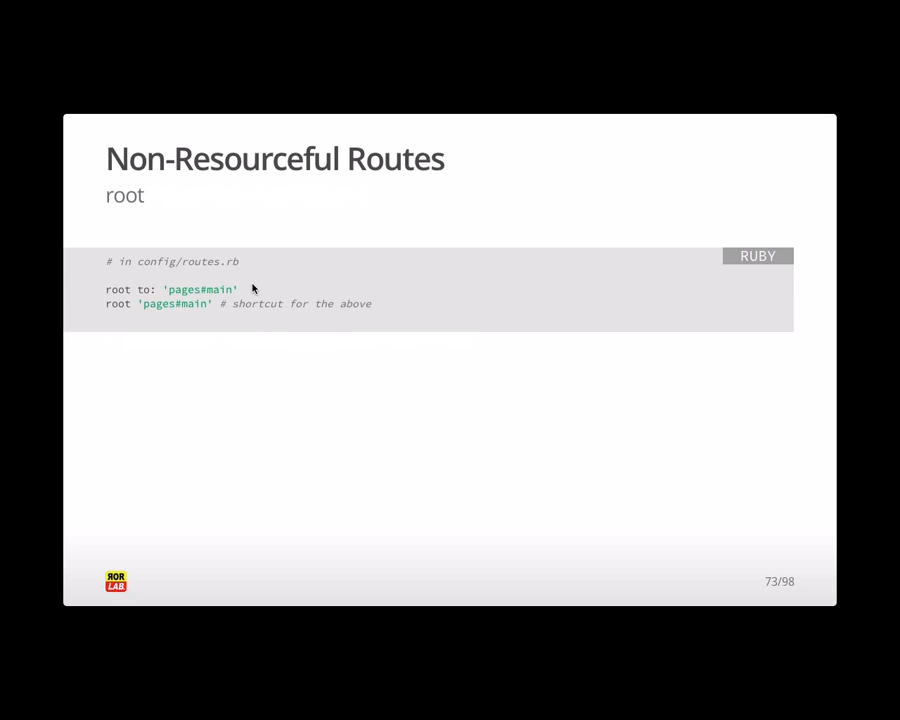 Non-Resourceful Routes
root
RUBY
# in config/routes.rb
root to: 'pages#main'
root 'pages#main' # shortcut for the above
ЯOR
LAB.
73/98